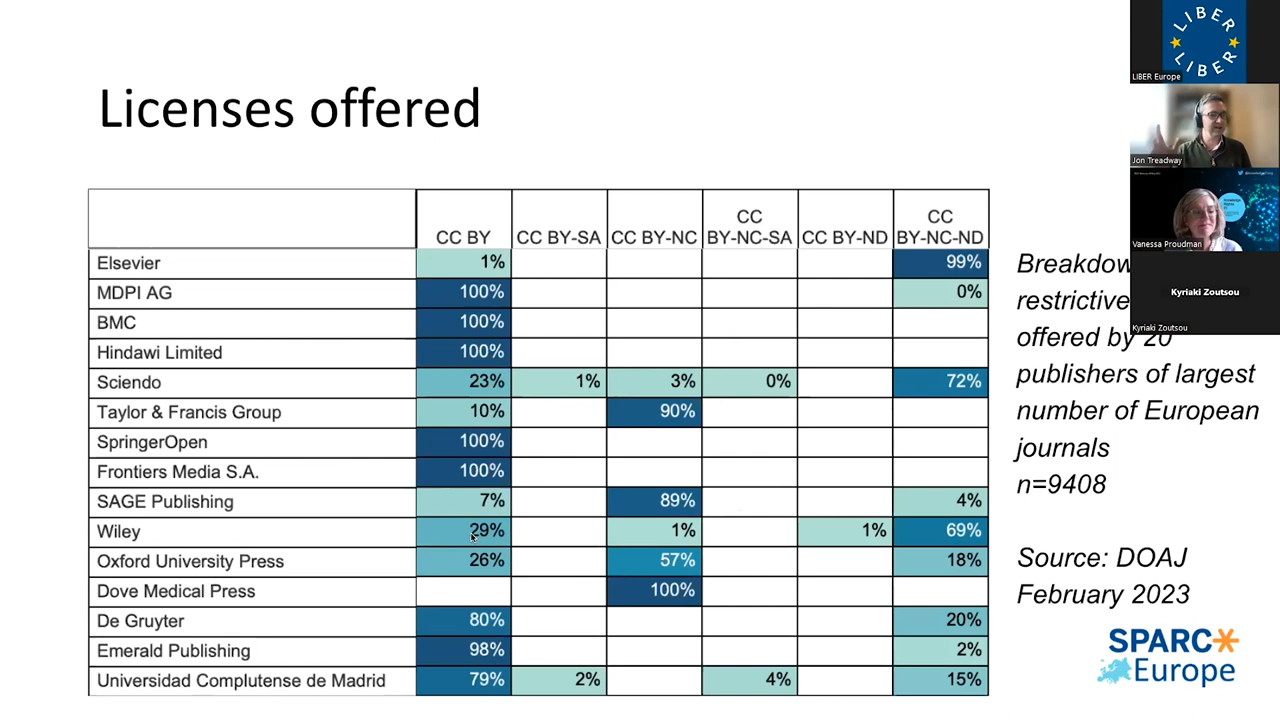 Licenses offered
CC BY CC BY-SA CC BY-NC CC BY-NC-SA CC BY-ND CC BY-NC-ND
Elsevier 1% 99%
MDPI AG 100% 0%
BMC 100%
Hindawi Limited 100%
Sciendo 23% 1% 3% 0% 72%
Taylor & Francis Group 10% 90%
SpringerOpen 100%
Frontiers Media S.A. 100%
SAGE Publishing 7% 89% 4%
Wiley 29% 1% 1% 69%
Oxford University Press 26% 57% 18%
Dove Medical Press 100%
De Gruyter 80% 20%
Emerald Publishing 98% 2%
Universidad Complutense de Madrid 79% 2% 4% 15%
restrictive
offered by 20
publishers of largest
number of European
journals
n=9408
Source: DOAJ
February 2023
SPARC
Europe
LIBER
LIBER
LIBER Europe
Jon Treadway
Vanessa Proudman
Kyriaki Zoutsou
Kyriaki Zoutsou